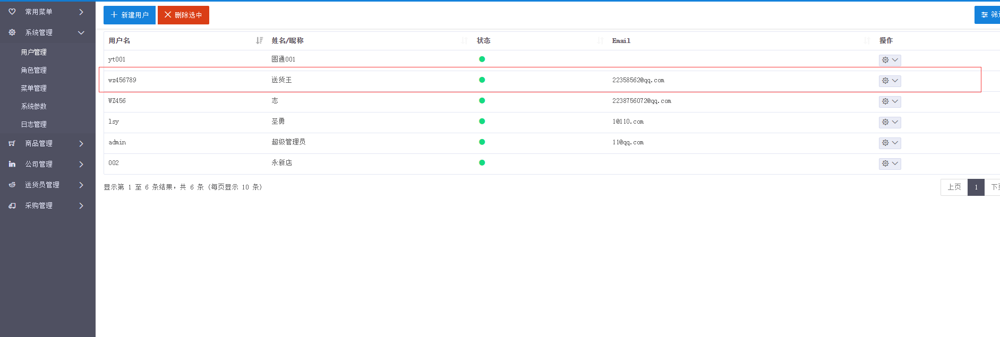 常用菜单
系统管理
用户管理
角色管理
菜单管理
系统参数
日志管理
商品管理
公司管理
送货员管理
采购管理
新建用户 删除选中
用户名 姓名/昵称 状态 Email 操作
yt001 圆通001
wz456789 送货王 22358562@qq.com
WZ456 志 2238756072@qq.com
lsy 圣勇 1@110.com
admin 超级管理员 11@qq.com
002 永新店
显示第 1 至 6 条结果，共 6 条 (每页显示 10 条)
上页 1 下页